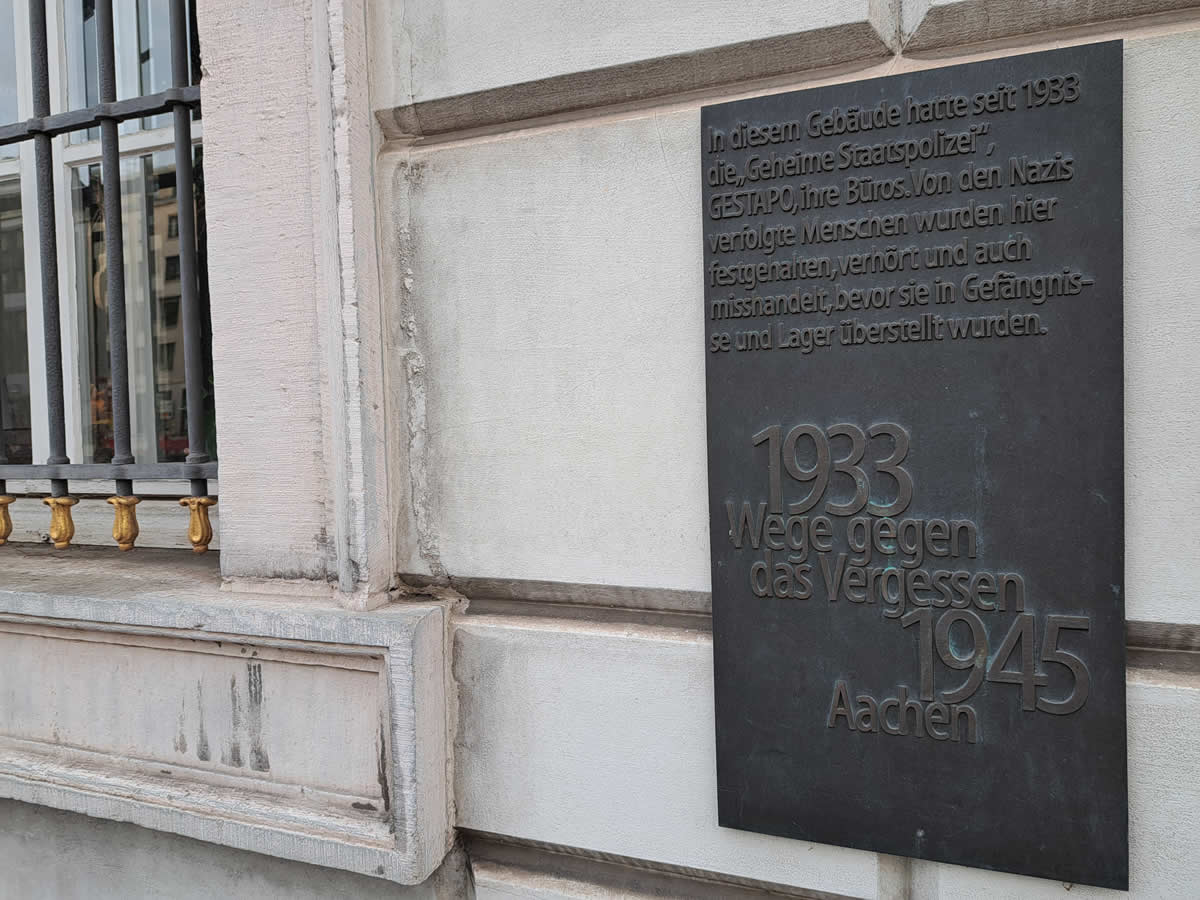 In diesem Gebäude hatte seit 1933
die „Geheime Staatspolizei“,
GESTAPO, ihre Büros. Von den Nazis
verfolgte Menschen wurden hier
festgehalten, verhört und auch
misshandelt, bevor sie in Gefängnis–
se und Lager überstellt wurden.
1933
Wege gegen
das Vergessen
1945
Aachen